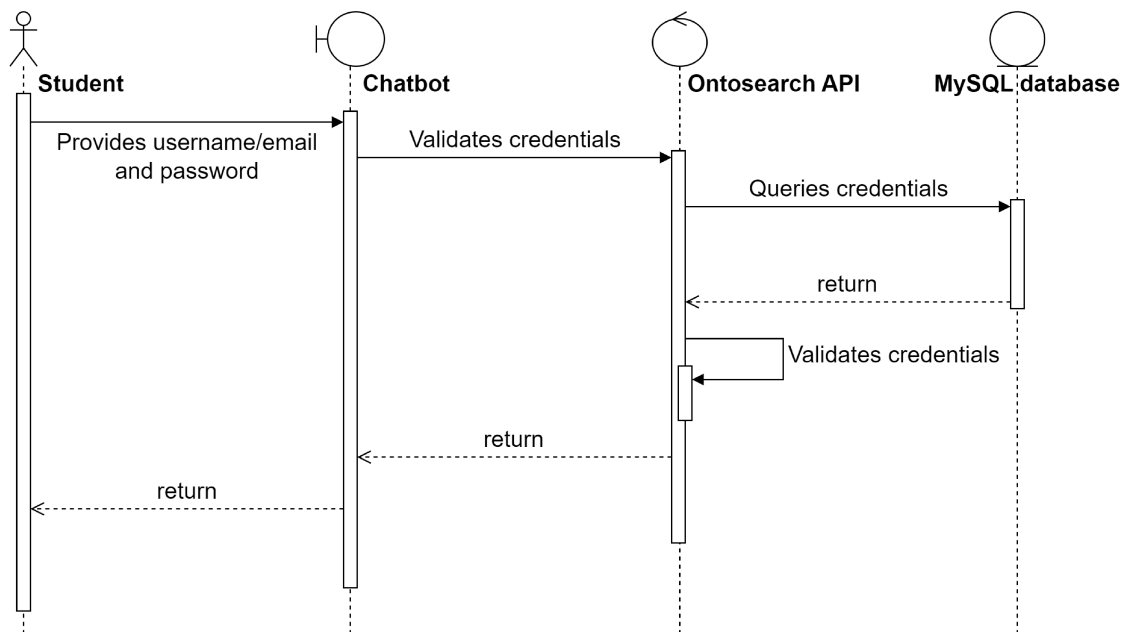 Student
Chatbot
Ontosearch API
MySQL database
Provides username/email
and password
Validates credentials
Queries credentials
return
Validates credentials
return
return